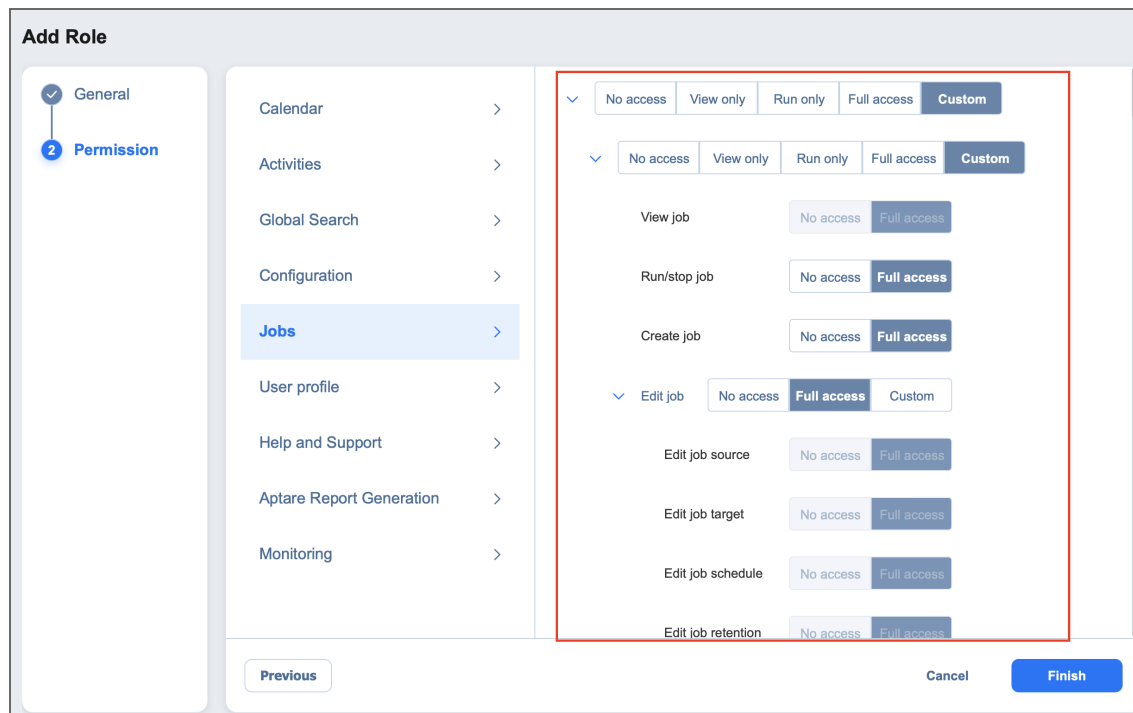 Add Role
General
2 Permission
Calendar
Activities
Global Search
Configuration
Jobs
User profile
Help and Support
Aptare Report Generation
Monitoring
No access View only Run only Full access Custom
No access View only Run only Full access Custom
View job No access Full access
Run/stop job No access Full access
Create job No access Full access
Edit job No access Full access Custom
Edit job source No access Full access
Edit job target No access Full access
Edit job schedule No access Full access
Edit job retention No access Full access
Previous Cancel Finish